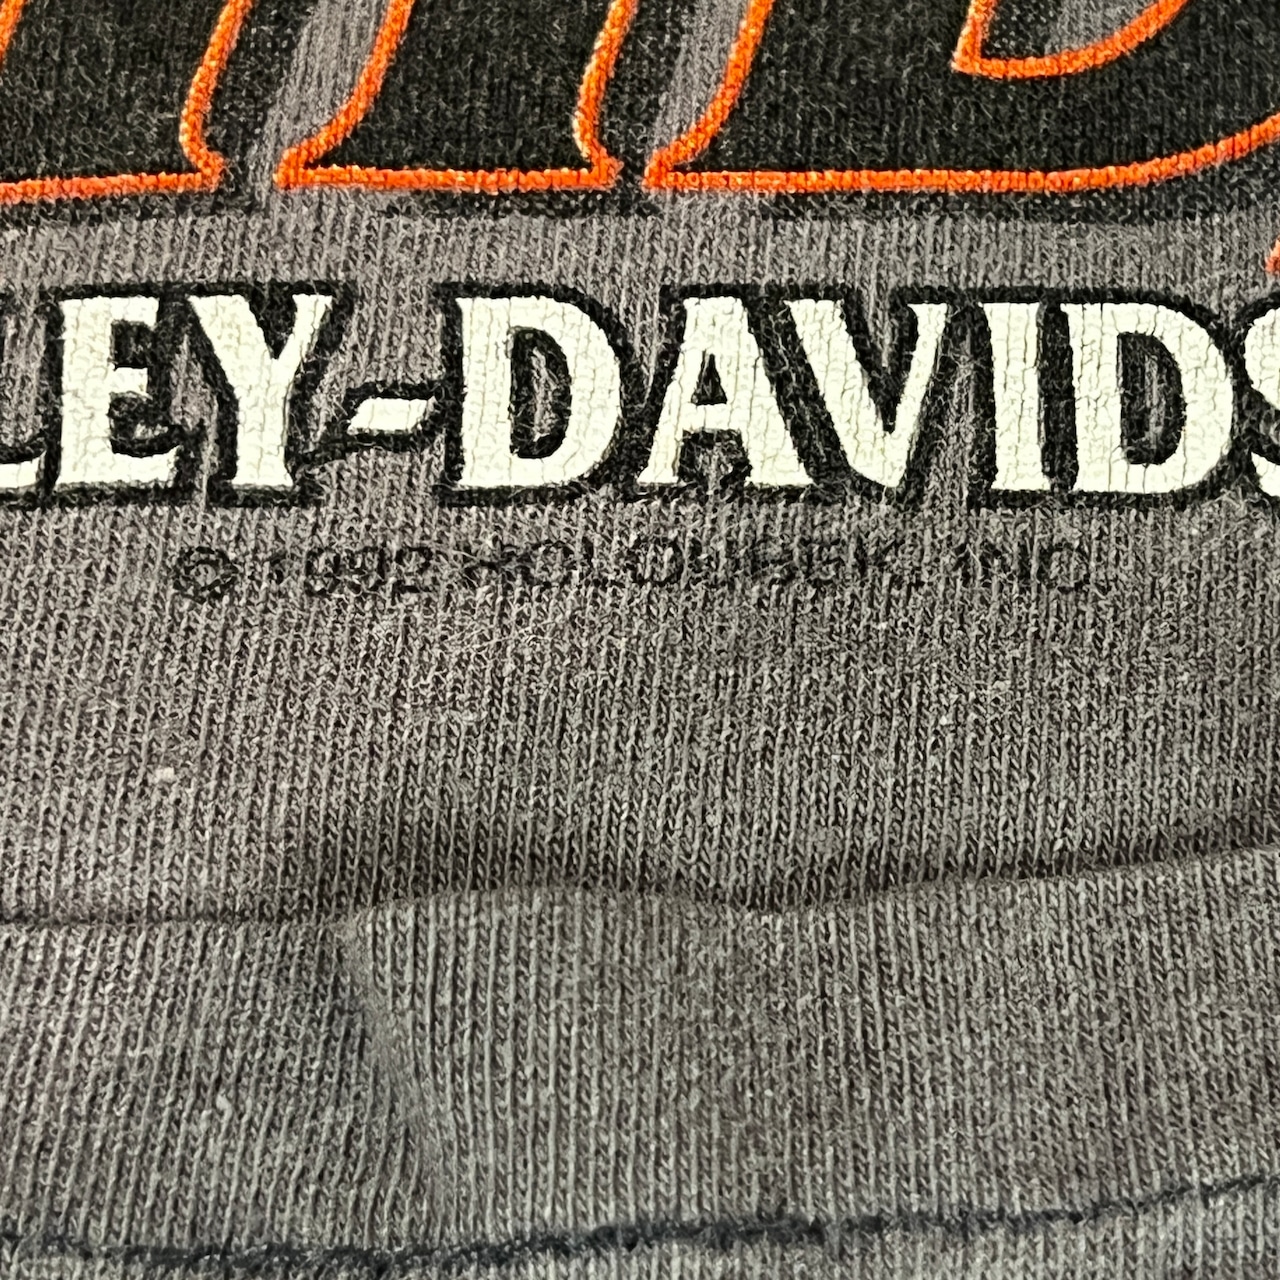 LEY-DAVIDS
© 1992 HOLOUBEK, INC